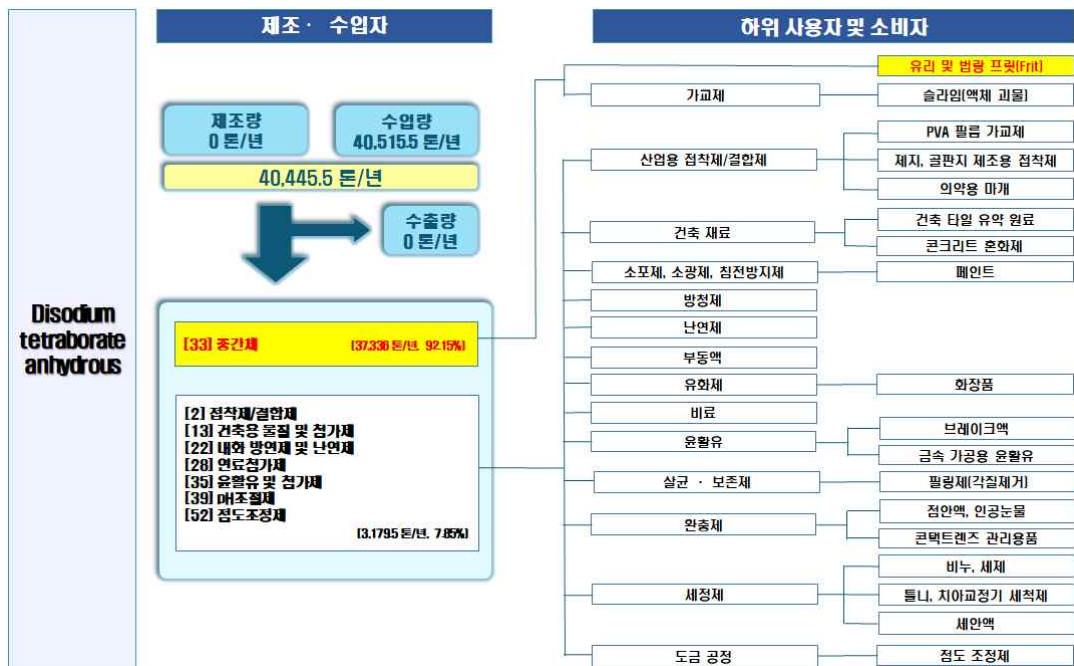 제조 · 수입자
하위 사용자 및 소비자
Disodium
tetraborate
anhydrous
제조량
0 톤/년
수입량
40,515.5 톤/년
40,445.5 톤/년
수출량
0 톤/년
[33] 중간체 (37,336 톤/년, 92.15%)
[2] 접착제/결합제
[13] 건축용 물질 및 첨가제
[22] 내화 방연제 및 난연제
[28] 연료첨가제
[35] 윤활유 및 첨가제
[39] pH조절제
[52] 점도조정제
(3,1795 톤/년, 7.85%)
유리 및 법랑 프릿(Frit)
가교제
슬라임(액체 괴물)
산업용 접착제/결합제
PVA 필름 가교제
제지, 골판지 제조용 접착제
의약용 마개
건축 재료
건축 타일 유약 원료
콘크리트 혼화제
소포제, 소광제, 침전방지제
페인트
방청제
난연제
부동액
유화제
화장품
비료
윤활유
브레이크액
금속 가공용 윤활유
살균 · 보존제
필링제(각질제거)
완충제
점안액, 인공눈물
콘택트렌즈 관리용품
세정제
비누, 세제
틀니, 치아교정기 세척제
세안액
도금 공정
점도 조정제